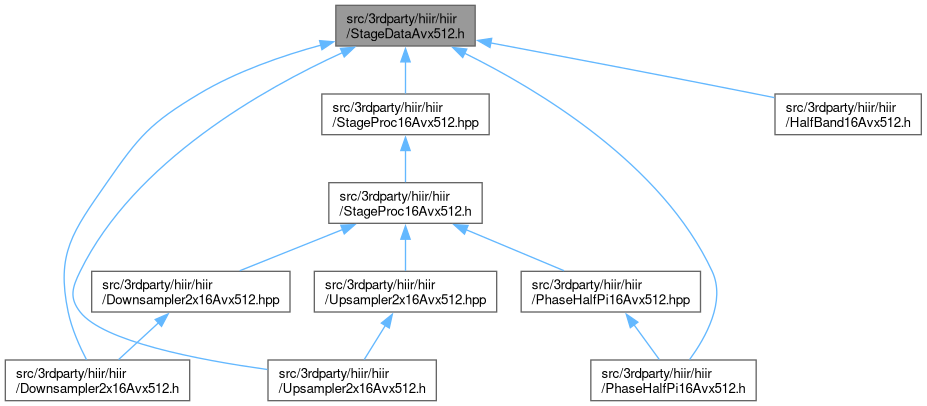 src/3rdparty/hiir/hiir
/StageDataAvx512.h
src/3rdparty/hiir/hiir
/StageProc16Avx512.hpp
src/3rdparty/hiir/hiir
/HalfBand16Avx512.h
src/3rdparty/hiir/hiir
/StageProc16Avx512.h
src/3rdparty/hiir/hiir
/Downsampler2x16Avx512.hpp
src/3rdparty/hiir/hiir
/Upsampler2x16Avx512.hpp
src/3rdparty/hiir/hiir
/PhaseHalfPi16Avx512.hpp
src/3rdparty/hiir/hiir
/Downsampler2x16Avx512.h
src/3rdparty/hiir/hiir
/Upsampler2x16Avx512.h
src/3rdparty/hiir/hiir
/PhaseHalfPi16Avx512.h